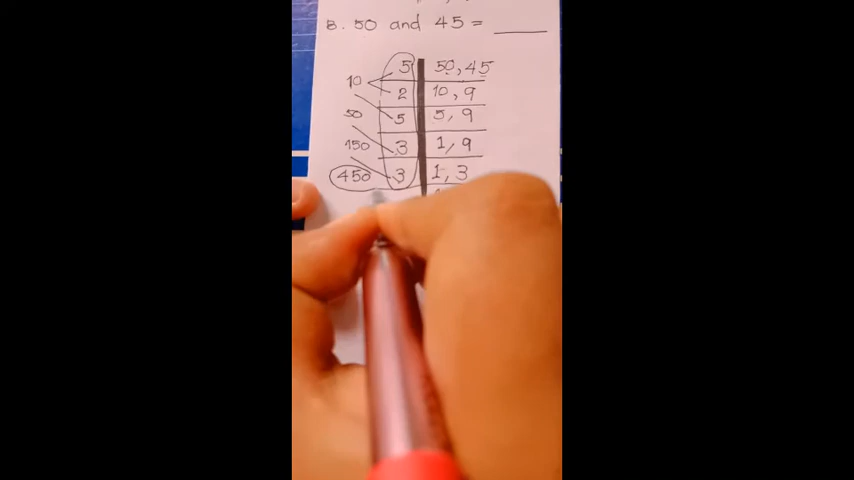 B. 50 and 45 = ______
5 50, 45
10 2 10, 9
50 5 5, 9
150 3 1, 9
450 3 1, 3